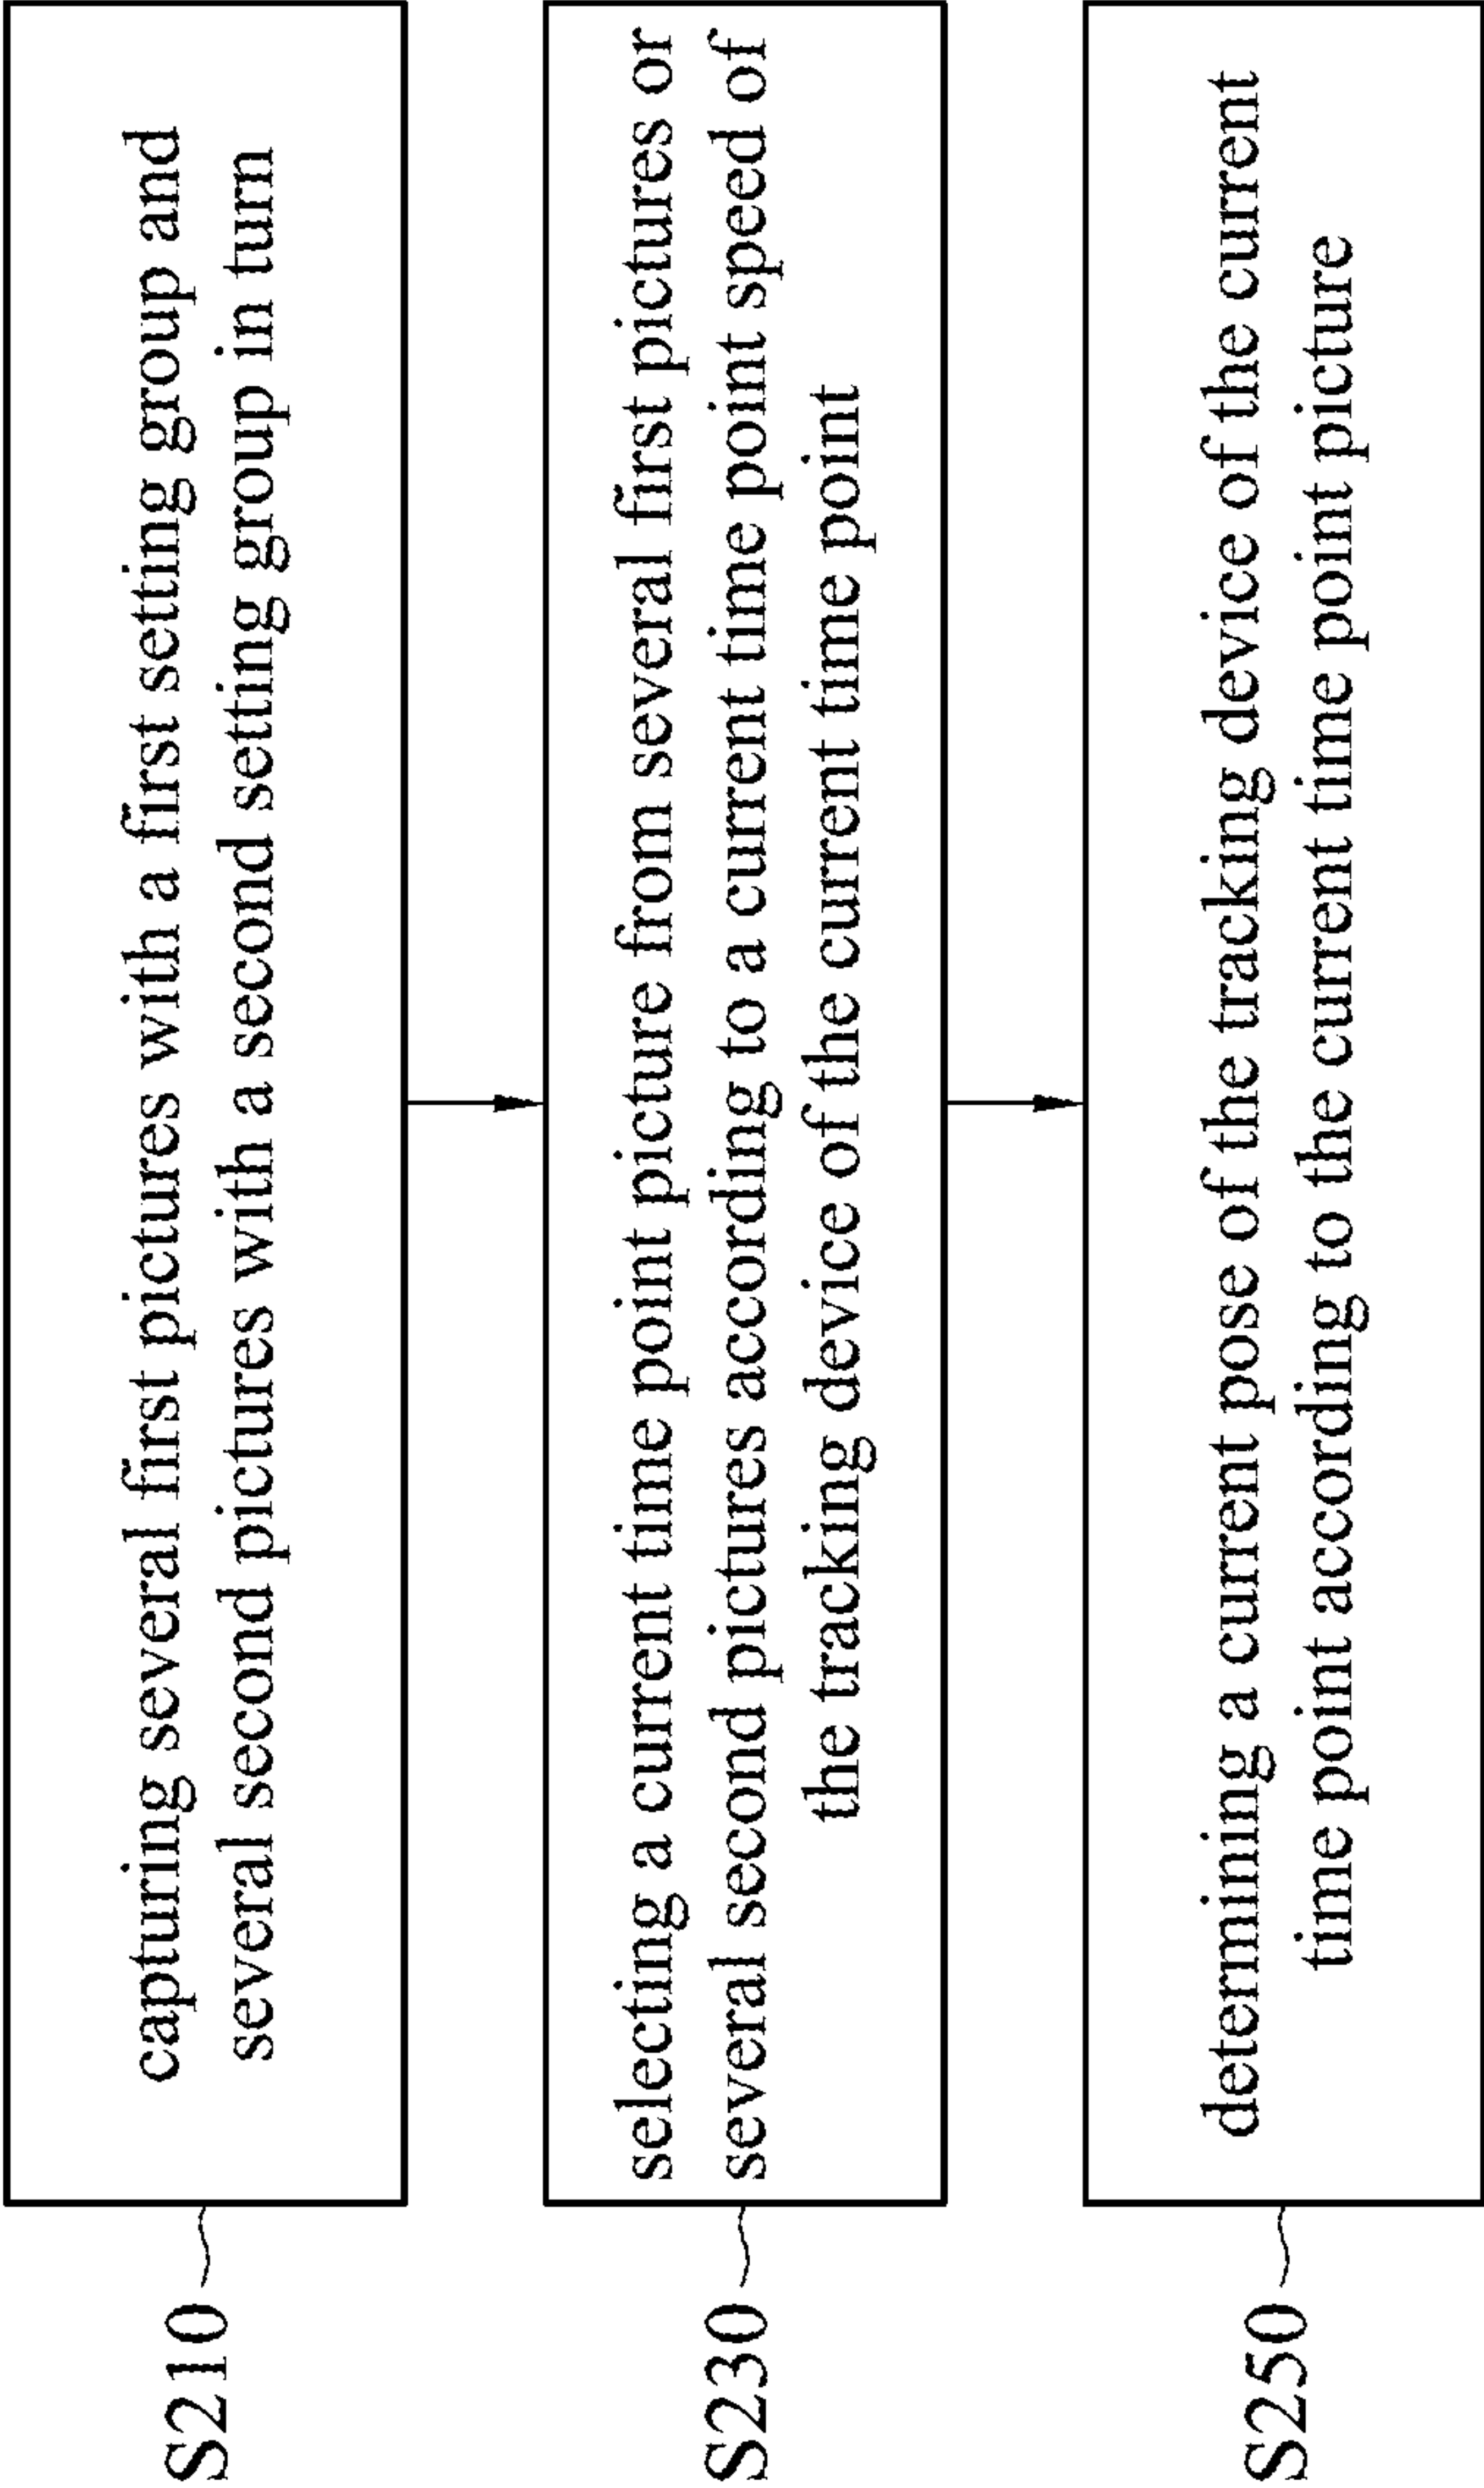 S210
capturing several first pictures with a first setting group and
several second pictures with a second setting group in turn
S230
selecting a current time point picture from several first pictures or
several second pictures according to a current time point speed of
the tracking device of the current time point
S250
determining a current pose of the tracking device of the current
time point according to the current time point picture